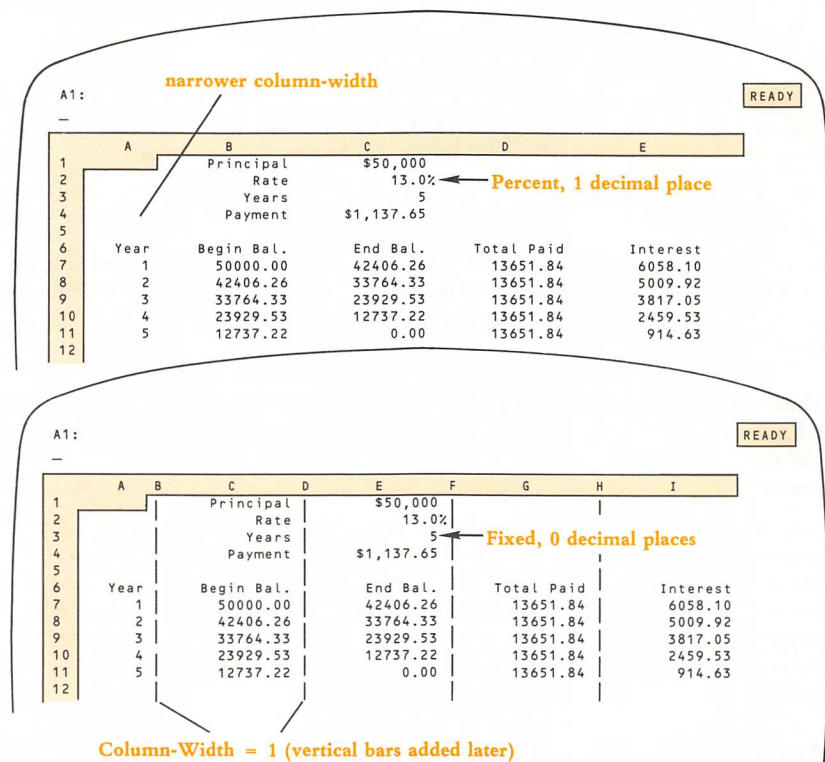 narrower column-width
A1: READY
A B C D E
1 Principal $50,000
2 Rate 13.0% Percent, 1 decimal place
3 Years 5
4 Payment $1,137.65
5
6 Year Begin Bal. End Bal. Total Paid Interest
7 1 50000.00 42406.26 13651.84 6058.10
8 2 42406.26 33764.33 13651.84 5009.92
9 3 33764.33 23929.53 13651.84 3817.05
10 4 23929.53 12737.22 13651.84 2459.53
11 5 12737.22 0.00 13651.84 914.63
12
A1: READY
A B C D E F G H I
1 Principal $50,000
2 Rate 13.0%
3 Years 5 Fixed, 0 decimal places
4 Payment $1,137.65
5
6 Year Begin Bal. End Bal. Total Paid Interest
7 1 50000.00 42406.26 13651.84 6058.10
8 2 42406.26 33764.33 13651.84 5009.92
9 3 33764.33 23929.53 13651.84 3817.05
10 4 23929.53 12737.22 13651.84 2459.53
11 5 12737.22 0.00 13651.84 914.63
12
Column-Width = 1 (vertical bars added later)